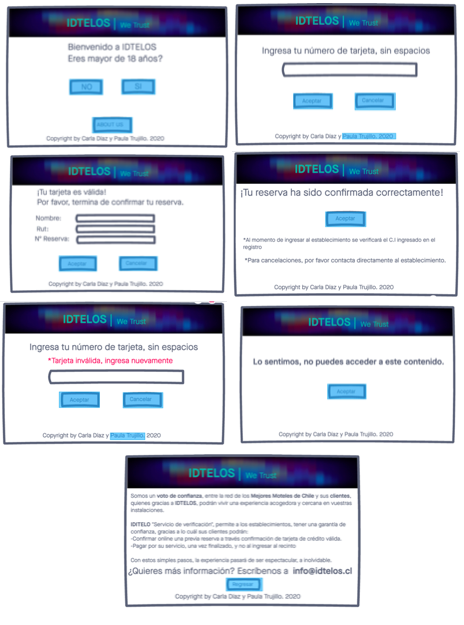 IDTELOS | We Trust
Bienvenido a IDTELOS
Eres mayor de 18 años?
NO
SI
ABOUT US
Copyright by Carla Díaz y Paula Trujillo. 2020
IDTELOS | We Trust
Ingresa tu número de tarjeta, sin espacios
Aceptar
Cancelar
Copyright by Carla Díaz y Paula Trujillo. 2020
IDTELOS | We Trust
¡Tu tarjeta es válida!
Por favor, termina de confirmar tu reserva.
Nombre:
Rut:
N° Reserva:
Aceptar
Cancelar
Copyright by Carla Díaz y Paula Trujillo. 2020
IDTELOS | We Trust
¡Tu reserva ha sido confirmada correctamente!
Aceptar
*Al momento de ingresar al establecimiento se verificará el C.I ingresado en el
registro
*Para cancelaciones, por favor contacta directamente al establecimiento.
Copyright by Carla Díaz y Paula Trujillo. 2020
IDTELOS | We Trust
Ingresa tu número de tarjeta, sin espacios
*Tarjeta inválida, ingresa nuevamente
Aceptar
Cancelar
Copyright by Carla Díaz y Paula Trujillo. 2020
IDTELOS | We Trust
Lo sentimos, no puedes acceder a este contenido.
Aceptar
Copyright by Carla Díaz y Paula Trujillo. 2020
IDTELOS | We Trust
Somos un voto de confianza, entre la red de los Mejores Moteles de Chile y sus clientes,
quienes gracias a IDTELOS, podrán vivir una experiencia acogedora y cercana en vuestras
instalaciones.
IDITELO "Servicio de verificación", permite a los establecimientos, tener una garantía de
confianza, gracias a lo cuál sus clientes podrán:
-Confirmar online una previa reserva a través confirmación de tarjeta de crédito válida.
-Pagar por su servicio, una vez finalizado, y no al ingresar al recinto
Con estos simples pasos, la experiencia pasará de ser espectacular, a inolvidable.
¿Quieres más información? Escríbenos a info@idtelos.cl
Regresar
Copyright by Carla Díaz y Paula Trujillo. 2020